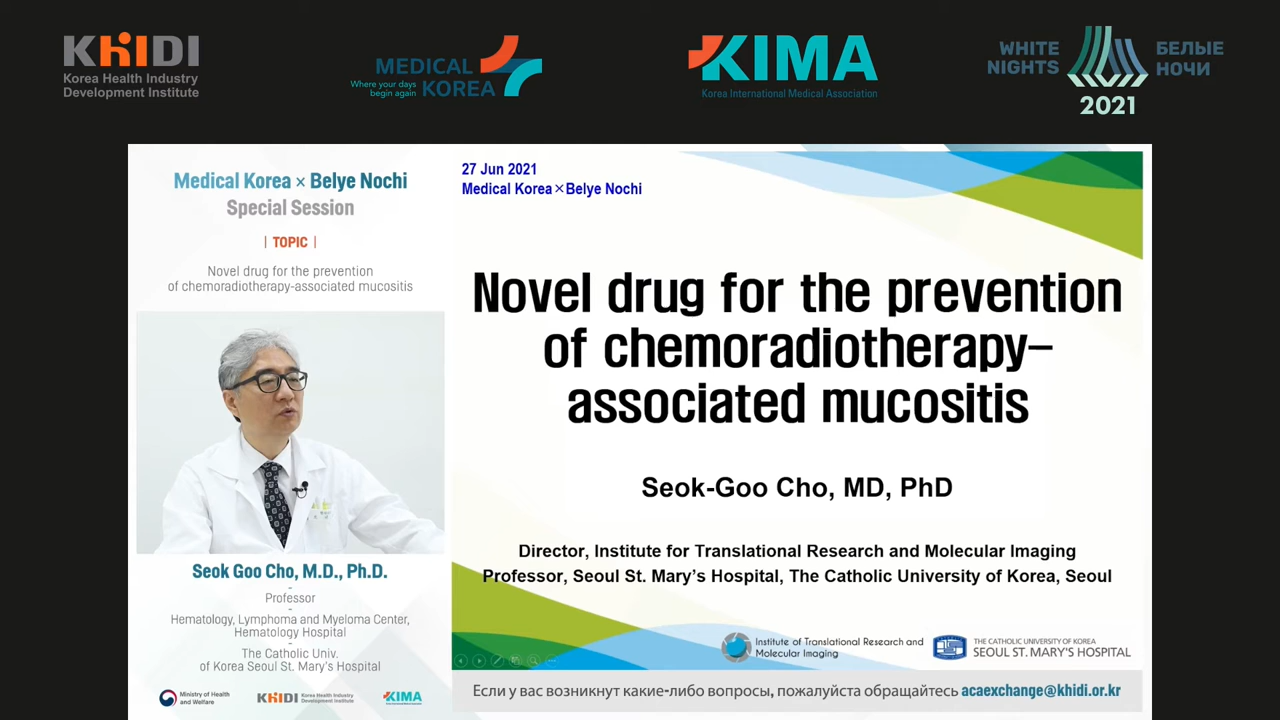 KHIDI
Korea Health Industry
Development Institute
MEDICAL
KOREA
Where your days
begin again
KIMA
Korea International Medical Association
WHITE
NIGHTS
БЕЛЫЕ
НОЧИ
2021
Medical Korea × Belye Nochi
Special Session
| TOPIC |
Novel drug for the prevention
of chemoradiotherapy-associated mucositis
Seok Goo Cho, M.D., Ph.D.
Professor
Hematology, Lymphoma and Myeloma Center,
Hematology Hospital
The Catholic Univ.
of Korea Seoul St. Mary's Hospital
Ministry of Health
and Welfare
KHIDI
Korea Health Industry
Development Institute
KIMA
27 Jun 2021
Medical Korea×Belye Nochi
Novel drug for the prevention
of chemoradiotherapy-
associated mucositis
Seok-Goo Cho, MD, PhD
Director, Institute for Translational Research and Molecular Imaging
Professor, Seoul St. Mary's Hospital, The Catholic University of Korea, Seoul
Institute of Translational Research and
Molecular Imaging
THE CATHOLIC UNIVERSITY OF KOREA
SEOUL ST. MARY'S HOSPITAL
Если у вас возникнут какие-либо вопросы, пожалуйста обращайтесь acaexchange@khidi.or.kr